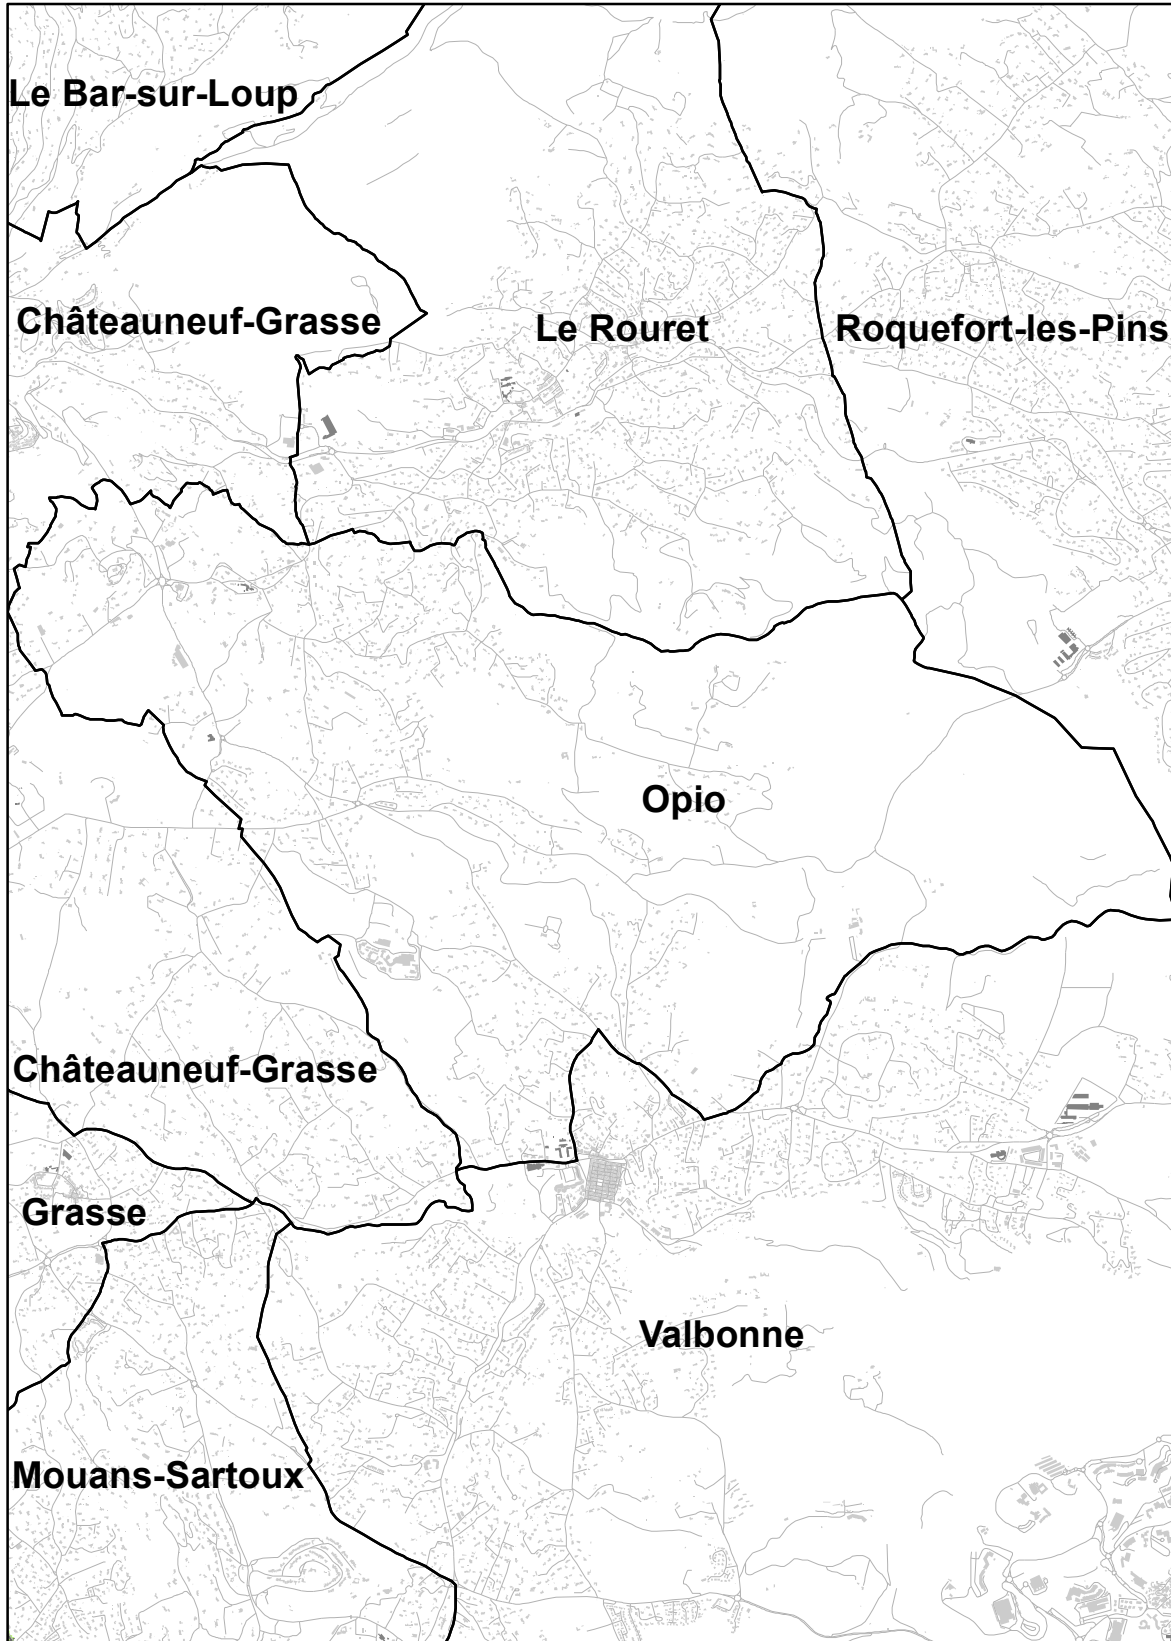 Le Bar-sur-Loup
Châteauneuf-Grasse
Le Rouret
Roquefort-les-Pins
Opio
Châteauneuf-Grasse
Grasse
Valbonne
Mouans-Sartoux